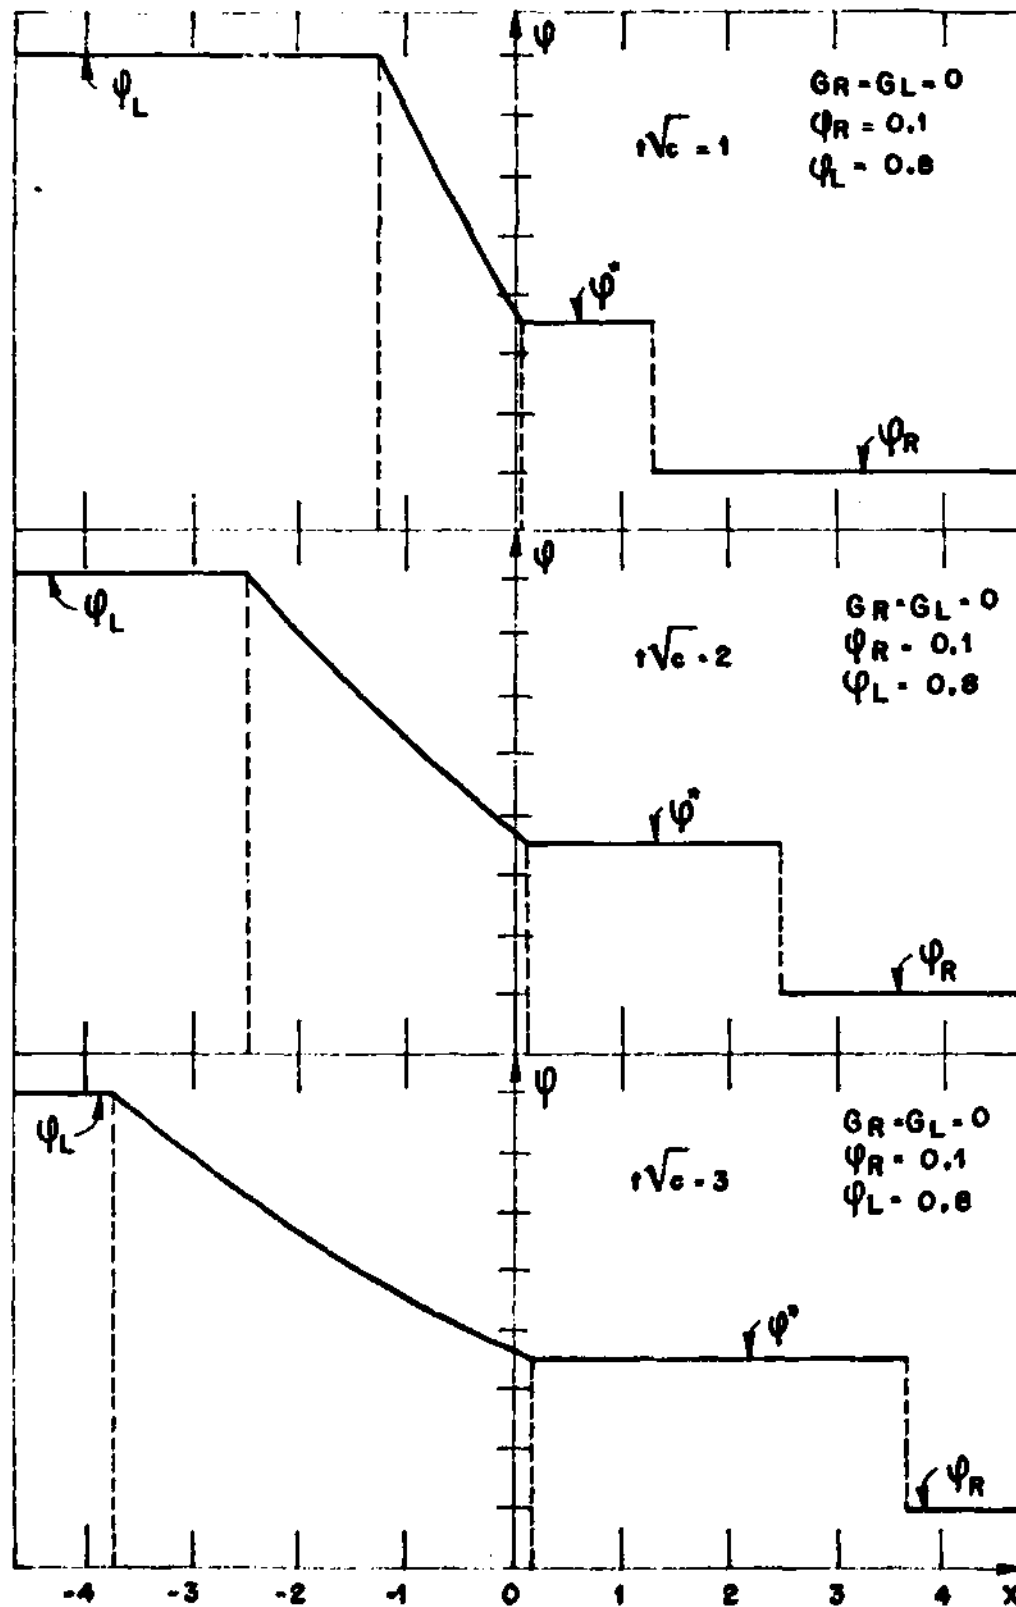 φ
φL
GR = GL = 0
φR = 0.1
φL = 0.8
t√c = 1
φ*
φR
φ
φL
GR = GL = 0
φR = 0.1
φL = 0.8
t√c = 2
φ*
φR
φ
φL
GR = GL = 0
φR = 0.1
φL = 0.8
t√c = 3
φ*
φR
-4 -3 -2 -1 0 1 2 3 4 X